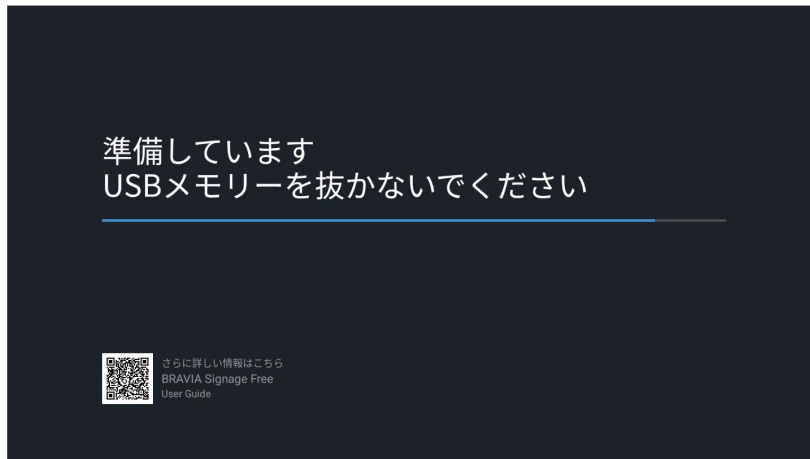 準備しています
USBメモリーを抜かないでください
さらに詳しい情報はこちら
BRAVIA Signage Free
User Guide